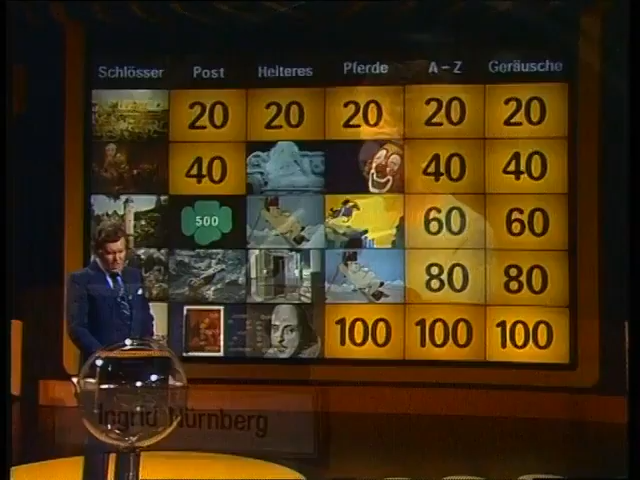 Schlösser Post Heiteres Pferde A-Z Geräusche
20 20 20 20 20
40 40 40
500 60 60
80 80
100 100 100
Ingrid Nürnberg